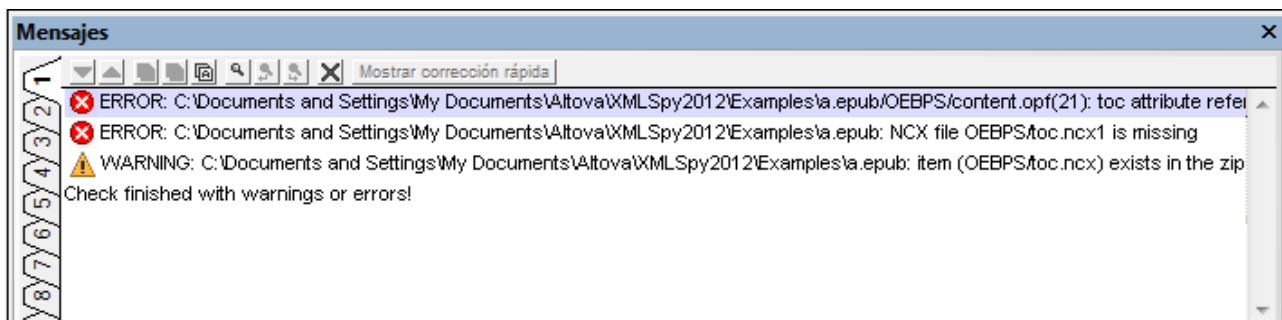 Mensajes
Mostrar corrección rápida
1
ERROR: C:\Documents and Settings\My Documents\Altova\XMLSpy2012\Examples\a.epub/OEBPS/content.opf(21): toc attribute refer
2
ERROR: C:\Documents and Settings\My Documents\Altova\XMLSpy2012\Examples\a.epub: NCX file OEBPS/toc.ncx1 is missing
3
WARNING: C:\Documents and Settings\My Documents\Altova\XMLSpy2012\Examples\a.epub: item (OEBPS/toc.ncx) exists in the zip
4
Check finished with warnings or errors!
5
6
7
8